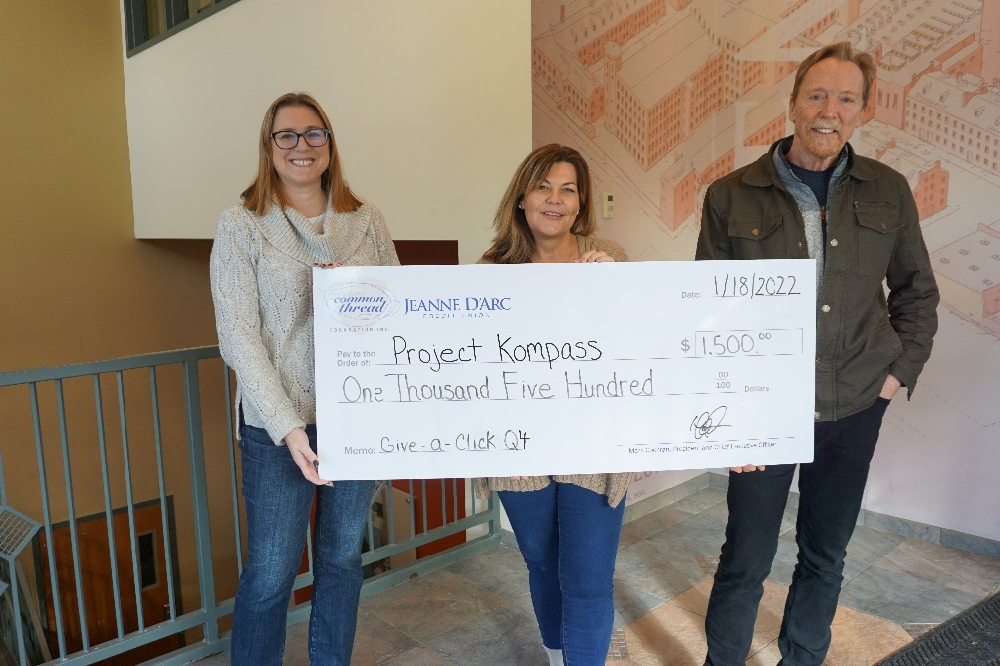 common thread
FOUNDATION INC
JEANNE D'ARC
CREDIT UNION
Date: 1/18/2022
Pay to the Order of: Project Kompass $ 1,500.00
One Thousand Five Hundred 00/100 Dollars
Memo: Give-a-Click Q4
Mark Cochran, President and Chief Executive Officer